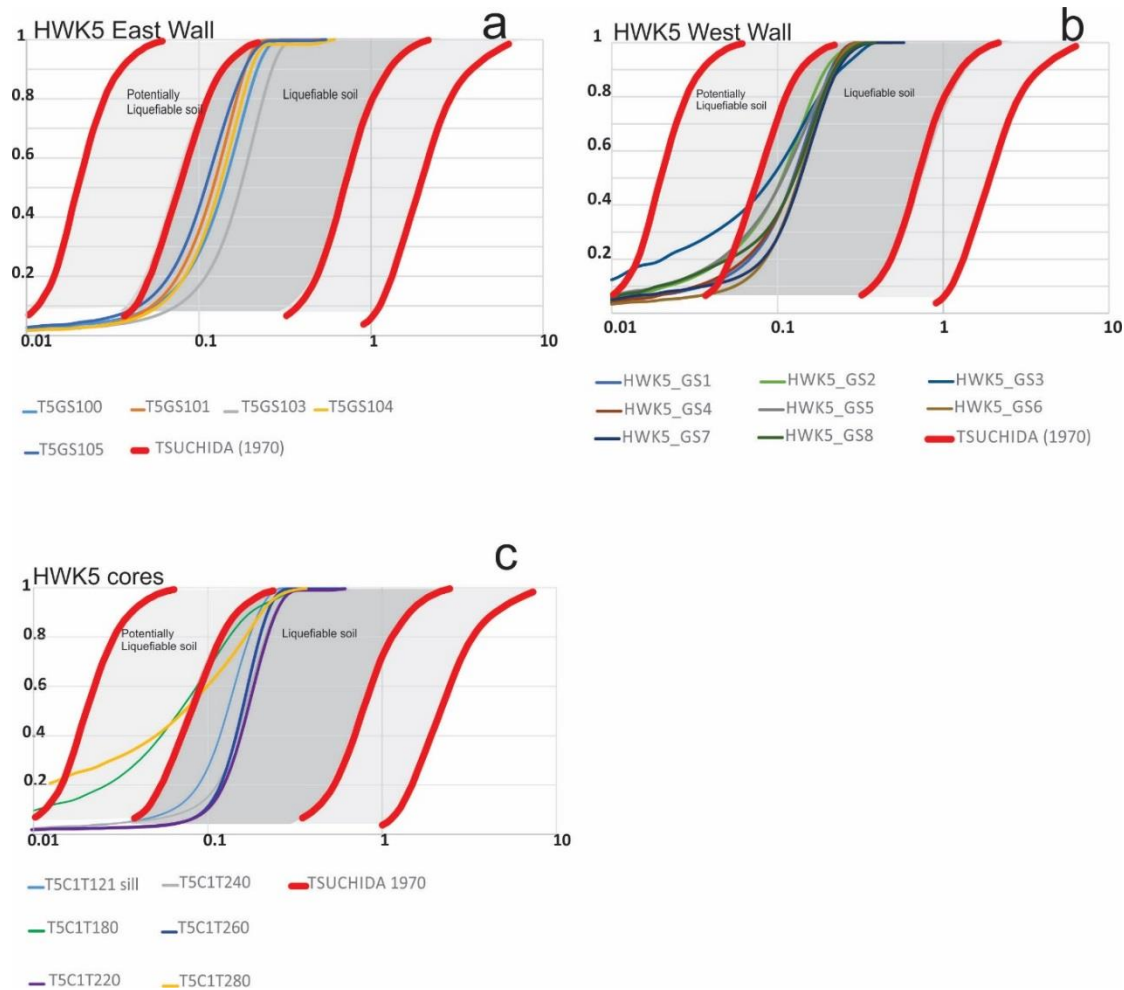 HWK5 East Wall
a
1
0.8
0.6
0.4
0.2
0.01
0.1
1
10
Potentially
Liquefiable soil
Liquefiable soil
T5GS100 T5GS101 T5GS103 T5GS104
T5GS105 TSUCHIDA (1970)
HWK5 West Wall
b
1
0.8
0.6
0.4
0.2
0.01
0.1
1
10
Potentially
Liquefiable soil
Liquefiable soil
HWK5_GS1 HWK5_GS2 HWK5_GS3
HWK5_GS4 HWK5_GS5 HWK5_GS6
HWK5_GS7 HWK5_GS8 TSUCHIDA (1970)
HWK5 cores
c
1
0.8
0.6
0.4
0.2
0.01
0.1
1
10
Potentially
Liquefiable soil
Liquefiable soil
T5C1T121 sill T5C1T240 TSUCHIDA 1970
T5C1T180 T5C1T260
T5C1T220 T5C1T280